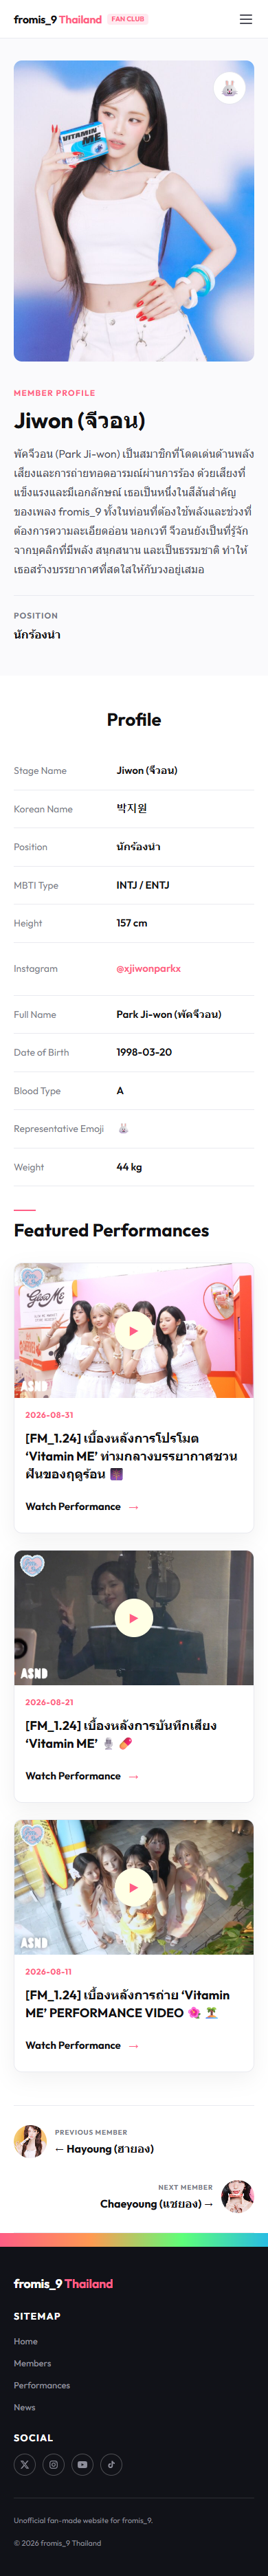 fromis_9 Thailand FAN CLUB
VITAMIN
ME
MEMBER PROFILE
Jiwon (จีวอน)
พัคจีวอน (Park Ji-won) เป็นสมาชิกที่โดดเด่นด้านพลัง
เสียงและการถ่ายทอดอารมณ์ผ่านการร้อง ด้วยเสียงที่
แข็งแรงและมีเอกลักษณ์ เธอเป็นหนึ่งในสีสันสำคัญ
ของเพลง fromis_9 ทั้งในท่อนที่ต้องใช้พลังและช่วงที่
ต้องการความละเอียดอ่อน นอกเวที จีวอนยังเป็นที่รู้จัก
จากบุคลิกที่มีพลัง สนุกสนาน และเป็นธรรมชาติ ทำให้
เธอสร้างบรรยากาศที่สดใสให้กับวงอยู่เสมอ
POSITION
นักร้องนำ
Profile
Stage Name Jiwon (จีวอน)
Korean Name 박지원
Position นักร้องนำ
MBTI Type INTJ / ENTJ
Height 157 cm
Instagram @xjiwonparkx
Full Name Park Ji-won (พัคจีวอน)
Date of Birth 1998-03-20
Blood Type A
Representative Emoji 🐰
Weight 44 kg
Featured Performances
ASND
2026-08-31
[FM_1.24] เบื้องหลังการโปรโมต
‘Vitamin ME’ ท่ามกลางบรรยากาศชวน
ฝันของฤดูร้อน 🎆
Watch Performance →
ASND
2026-08-21
[FM_1.24] เบื้องหลังการบันทึกเสียง
‘Vitamin ME’ 🎙️ 💊
Watch Performance →
ASND
2026-08-11
[FM_1.24] เบื้องหลังการถ่าย ‘Vitamin
ME’ PERFORMANCE VIDEO 🌺 🏝️
Watch Performance →
PREVIOUS MEMBER
← Hayoung (ฮายอง)
NEXT MEMBER
Chaeyoung (แชยอง) →
fromis_9 Thailand
SITEMAP
Home
Members
Performances
News
SOCIAL
Unofficial fan-made website for fromis_9.
© 2026 fromis_9 Thailand